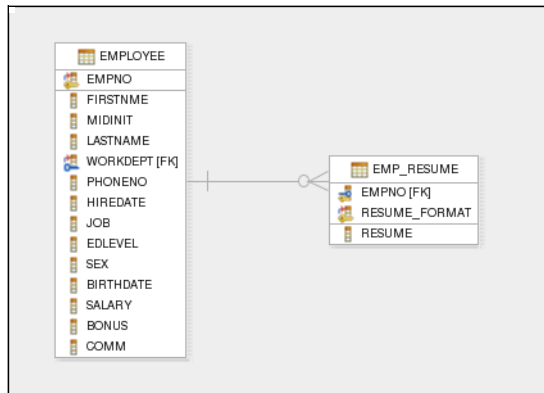 EMPLOYEE
EMPNO
FIRSTNME
MIDINIT
LASTNAME
WORKDEPT [FK]
PHONENO
HIREDATE
JOB
EDLEVEL
SEX
BIRTHDATE
SALARY
BONUS
COMM
EMP_RESUME
EMPNO [FK]
RESUME_FORMAT
RESUME